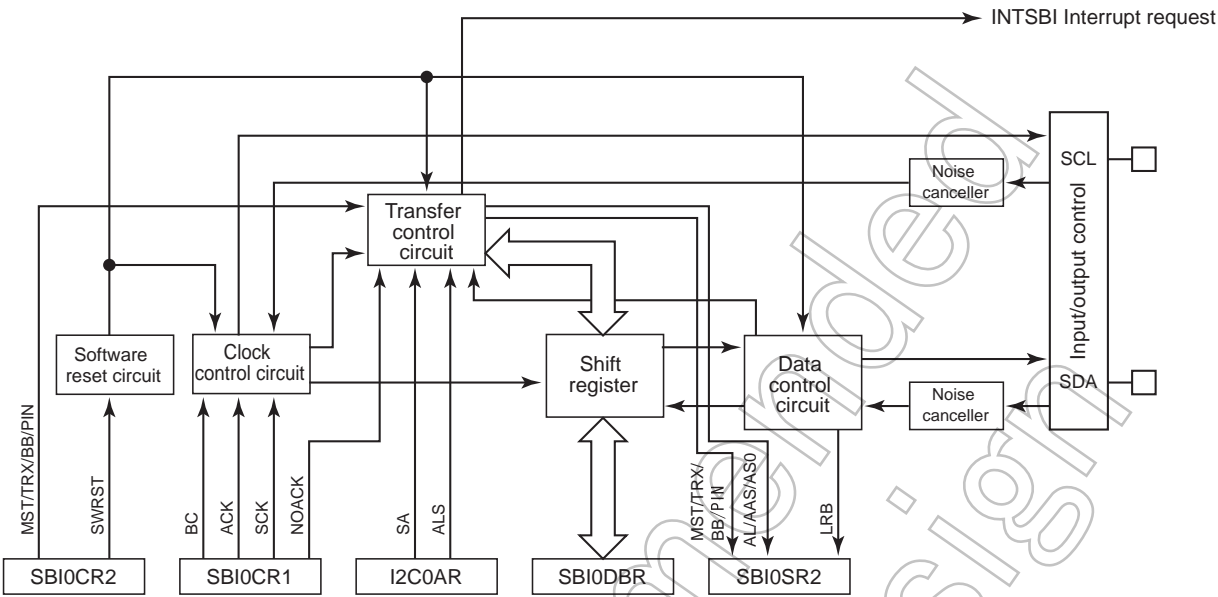 INTSBI Interrupt request
SCL
Noise
canceller
Input/output control
Transfer
control
circuit
Software
reset circuit
Clock
control circuit
Shift
register
Data
control
circuit
SDA
Noise
canceller
MST/TRX/BB/PIN
SWRST
BC
ACK
SCK
NOACK
SA
ALS
MST/TRX/
BB/PIN
AL/AAS/AS0
LRB
SBI0CR2
SBI0CR1
I2C0AR
SBI0DBR
SBI0SR2
mended
sign